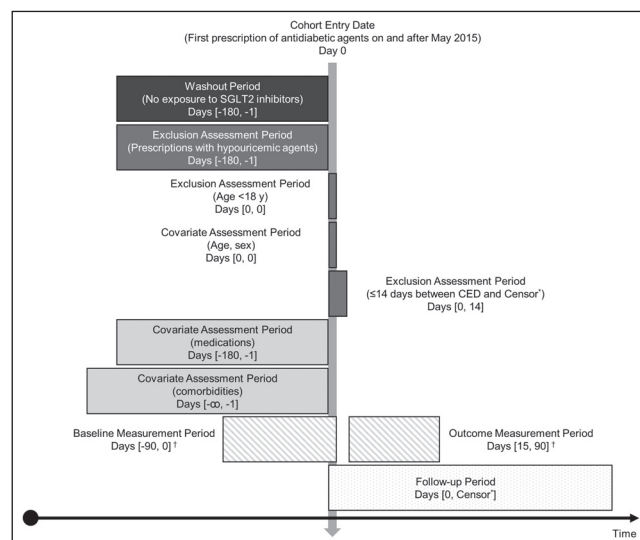 Cohort Entry Date
(First prescription of antidiabetic agents on and after May 2015)
Day 0
Washout Period
(No exposure to SGLT2 inhibitors)
Days [-180, -1]
Exclusion Assessment Period
(Prescriptions with hypouricemic agents)
Days [-180, -1]
Exclusion Assessment Period
(Age <18 y)
Days [0, 0]
Covariate Assessment Period
(Age, sex)
Days [0, 0]
Exclusion Assessment Period
(≤14 days between CED and Censor*)
Days [0, 14]
Covariate Assessment Period
(medications)
Days [-180, -1]
Covariate Assessment Period
(comorbidities)
Days [-∞, -1]
Baseline Measurement Period
Days [-90, 0] †
Outcome Measurement Period
Days [15, 90] †
Follow-up Period
Days [0, Censor*]
Time